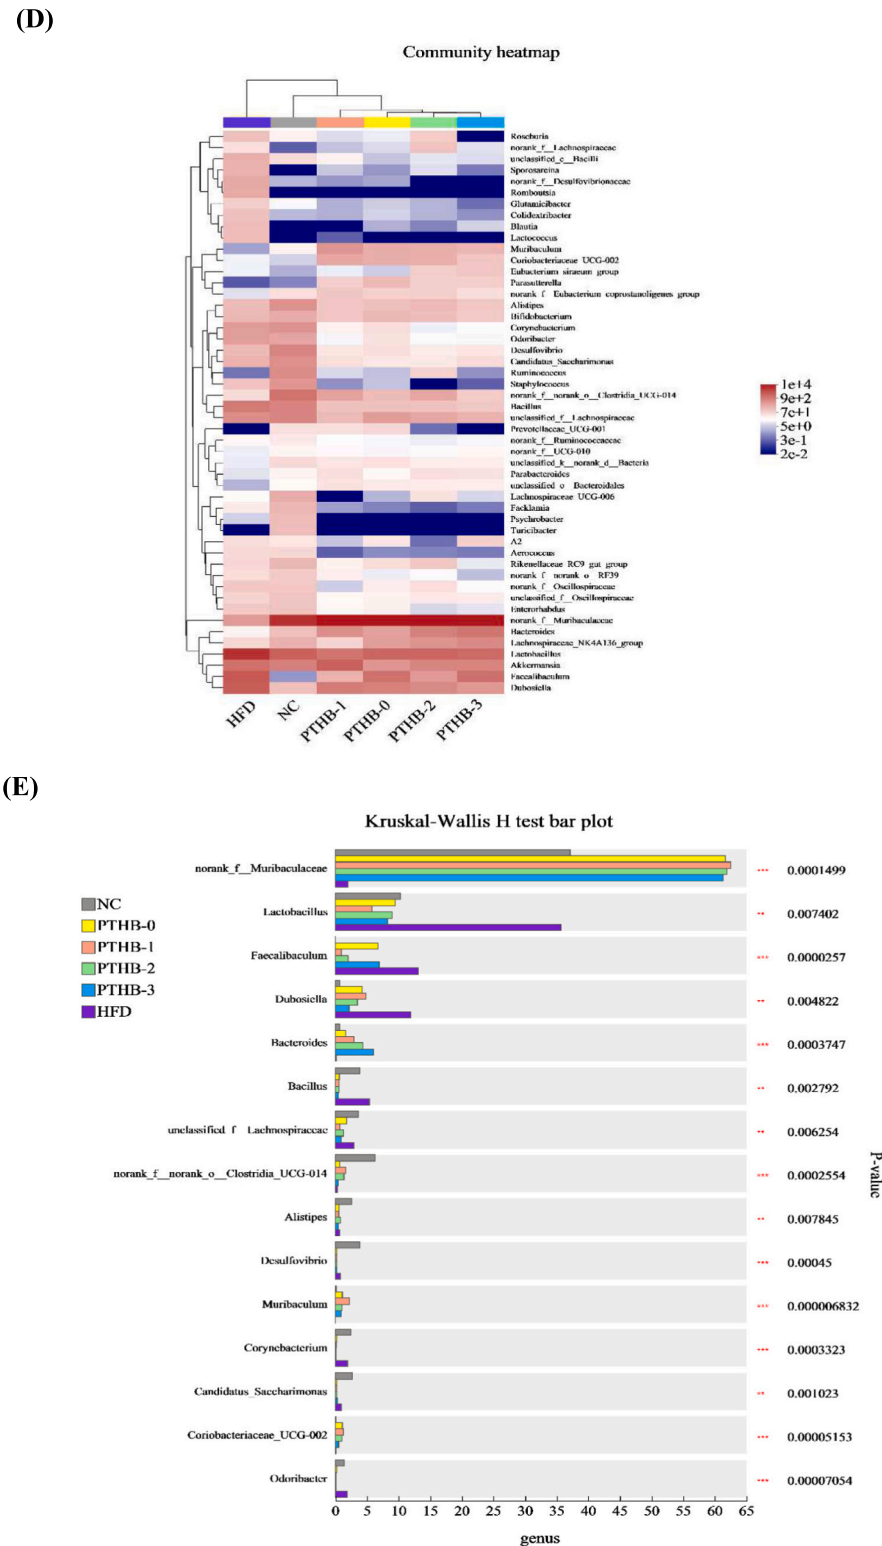 (D)
Community heatmap
Roseburia
norank_f__Lachnospiraceae
unclassified_c__Bacilli
Sporosarcina
norank_f__Desulfovibrionaceae
Romboutsia
Glutamicibacter
Colidextribacter
Blautia
Lactococcus
Muribaculum
Coriobacteriaceae_UCG-002
Eubacterium_siraeum_group
Parasutterella
norank_f__Eubacterium_coprostanoligenes_group
Alistipes
Bifidobacterium
Corynebacterium
Odoribacter
Desulfovibrio
Candidatus_Saccharimonas
Ruminococcus
Staphylococcus
norank_f__norank_o__Clostridia_UCG-014
Bacillus
unclassified_f__Lachnospiraceae
Prevotellaceae_UCG-001
norank_f__Ruminococcaceae
norank_f__UCG-010
unclassified_k__norank_d__Bacteria
Parabacteroides
unclassified_o__Bacteroidales
Lachnospiraceae_UCG-006
Facklamia
Psychrobacter
Turicibacter
A2
Aerococcus
Rikenellaceae_RC9_gut_group
norank_f__norank_o__RF39
norank_f__Oscillospiraceae
unclassified_f__Oscillospiraceae
Enterorhabdus
norank_f__Muribaculaceae
Bacteroides
Lachnospiraceae_NK4A136_group
Lactobacillus
Akkermansia
Faecalibaculum
Dubosiella
1e+4
9e+2
7e+1
5e+0
3e-1
2e-2
HFD
NC
PTHB-1
PTHB-0
PTHB-2
PTHB-3
(E)
Kruskal-Wallis H test bar plot
NC
PTHB-0
PTHB-1
PTHB-2
PTHB-3
HFD
norank_f__Muribaculaceae *** 0.0001499
Lactobacillus ** 0.007402
Faecalibaculum *** 0.0000257
Dubosiella ** 0.004822
Bacteroides *** 0.0003747
Bacillus ** 0.002792
unclassified_f__Lachnospiraceae ** 0.006254
norank_f__norank_o__Clostridia_UCG-014 *** 0.0002554
Alistipes ** 0.007845
Desulfovibrio *** 0.00045
Muribaculum *** 0.000006832
Corynebacterium *** 0.0003323
Candidatus_Saccharimonas ** 0.001023
Coriobacteriaceae_UCG-002 *** 0.00005153
Odoribacter *** 0.00007054
P-value
0 5 10 15 20 25 30 35 40 45 50 55 60 65
genus